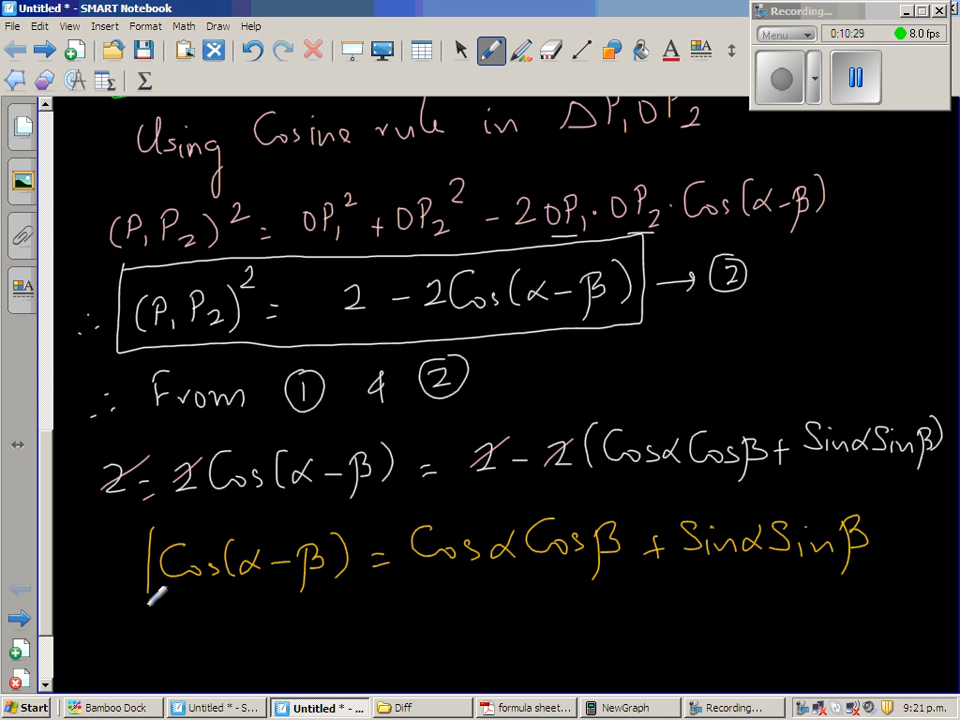 Untitled * - SMART Notebook
Recording...
File Edit View Insert Format Math Draw Help
Menu 0:10:29 8.0 fps
Using Cosine rule in ΔP₁OP₂
(P₁P₂)² = OP₁² + OP₂² - 2OP₁·OP₂·Cos(α-β)
∴ (P₁P₂)² = 2 - 2Cos(α-β) → ②
∴ From ① & ②
2 - 2Cos(α-β) = 2 - 2(CosαCosβ + SinαSinβ)
Cos(α-β) = CosαCosβ + SinαSinβ
Start Bamboo Dock Untitled * - S... Untitled * - ... Diff formula sheet... NewGraph Recording... 9:21 p.m.